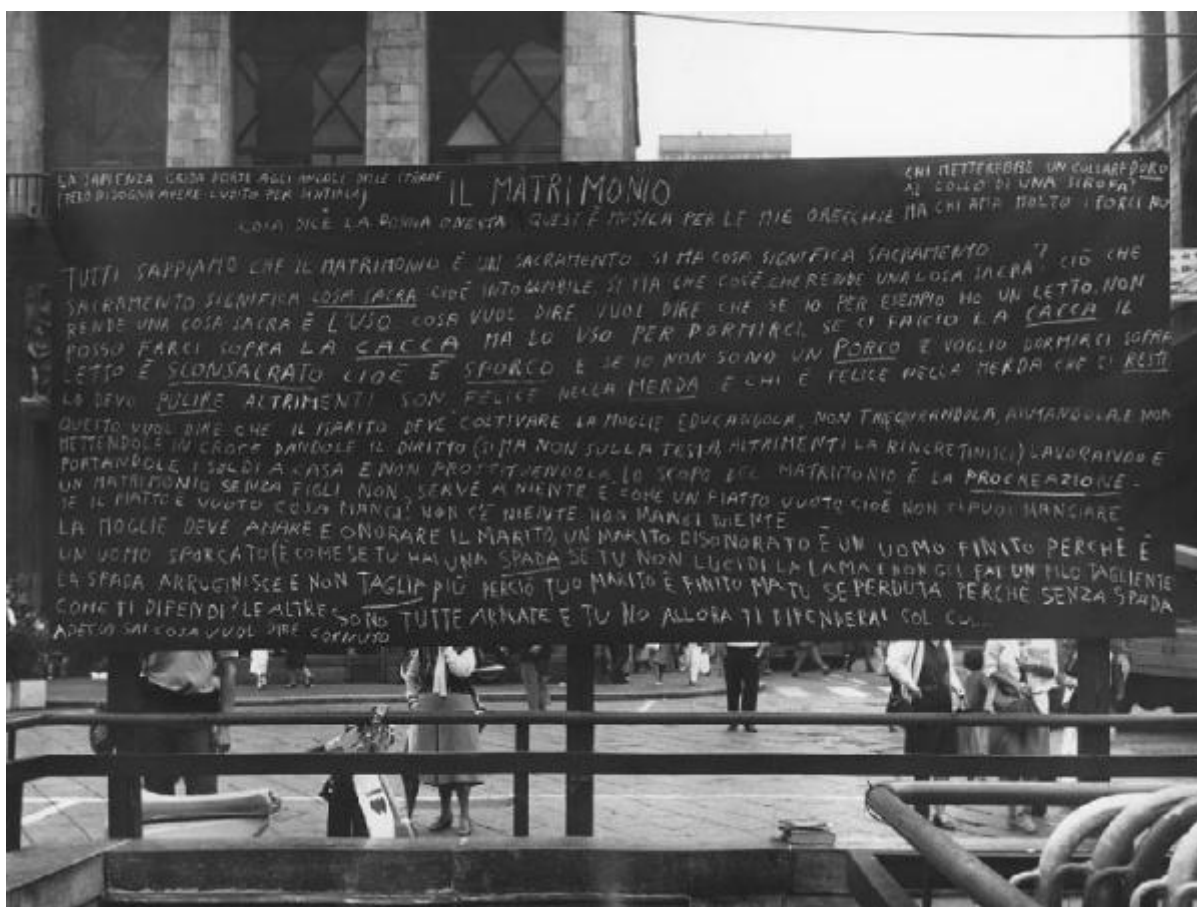 LA SAPIENZA GRIDA FORTE AGLI ANGOLI DELLE STRADE
(PERO BISOGNA AVERE L'UDITO PER SENTIRLA)
IL MATRIMONIO
CHI METTEREBBE UN COLLARE D'ORO
AL COLLO DI UNA SCROFA?
MA CHI AMA MOLTO I PORCI NO
COSA DICE LA DONNA ONESTA QUEST'È MUSICA PER LE MIE ORECCHIE
TUTTI SAPPIAMO CHE IL MATRIMONIO È UN SACRAMENTO SI MA COSA SIGNIFICA SACRAMENTO ?
SACRAMENTO SIGNIFICA COSA SACRA CIOÈ INTOCCABILE SI MA CHE COS'È CHE RENDE UNA COSA SACRA? CIÒ CHE
RENDE UNA COSA SACRA È L'USO COSA VUOL DIRE VUOL DIRE CHE SE IO PER ESEMPIO HO UN LETTO, NON
POSSO FARCI SOPRA LA CACCA MA LO USO PER DORMIRCI. SE CI FACCIO LA CACCA IL
LETTO È SCONSACRATO CIOÈ È SPORCO E SE IO NON SONO UN PORCO E VOGLIO DORMIRCI SOPRA
LO DEVO PULIRE ALTRIMENTI SON FELICE NELLA MERDA E CHI È FELICE NELLA MERDA CHE CI RESTI
QUESTO VUOL DIRE CHE IL MARITO DEVE COLTIVARE LA MOGLIE EDUCANDOLA, NON TRASCURANDOLA, AIUTANDOLA E NON
METTENDOLE IN CROCE DANDOLE IL DIRITTO (SI MA NON SULLA TESTA, ALTRIMENTI LA RINCRETINISCI) LAVORANDO E
PORTANDOLE I SOLDI A CASA E NON PROSTITUENDOLA LO SCOPO DEL MATRIMONIO È LA PROCREAZIONE.
UN MATRIMONIO SENZA FIGLI NON SERVE A NIENTE È COME UN PIATTO VUOTO CIOÈ NON CI PUOI MANGIARE
SE IL PIATTO È VUOTO COSA MANGI? NON C'È NIENTE NON MANGI NIENTE
LA MOGLIE DEVE AMARE E ONORARE IL MARITO, UN MARITO DISONORATO È UN UOMO FINITO PERCHÈ È
UN UOMO SPORCATO (È COME SE TU HAI UNA SPADA SE TU NON LUCIDI LA LAMA E NON GLI FAI UN FILO TAGLIENTE
LA SPADA ARRUGINISCE E NON TAGLIA PIÙ PERCIÒ TUO MARITO È FINITO MA TU SE PERDUTA PERCHÈ SENZA SPADA
COME TI DIFENDI? LE ALTRE SONO TUTTE ARMATE E TU NO ALLORA TI DIFENDERAI COL CU....
ADESSO SAI COSA VUOL DIRE CORNUTO